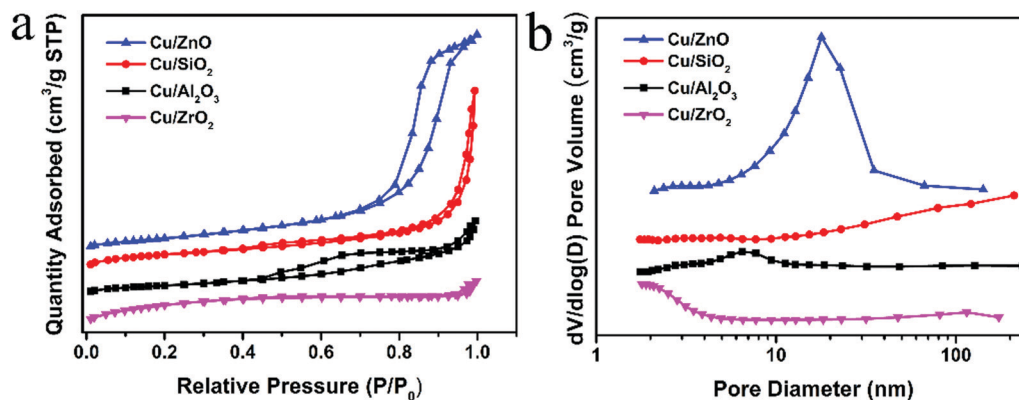 a
Cu/ZnO
Cu/SiO₂
Cu/Al₂O₃
Cu/ZrO₂
Quantity Adsorbed (cm³/g STP)
0.0 0.2 0.4 0.6 0.8 1.0
Relative Pressure (P/P₀)
b
Cu/ZnO
Cu/SiO₂
Cu/Al₂O₃
Cu/ZrO₂
dV/dlog(D) Pore Volume (cm³/g)
1 10 100
Pore Diameter (nm)